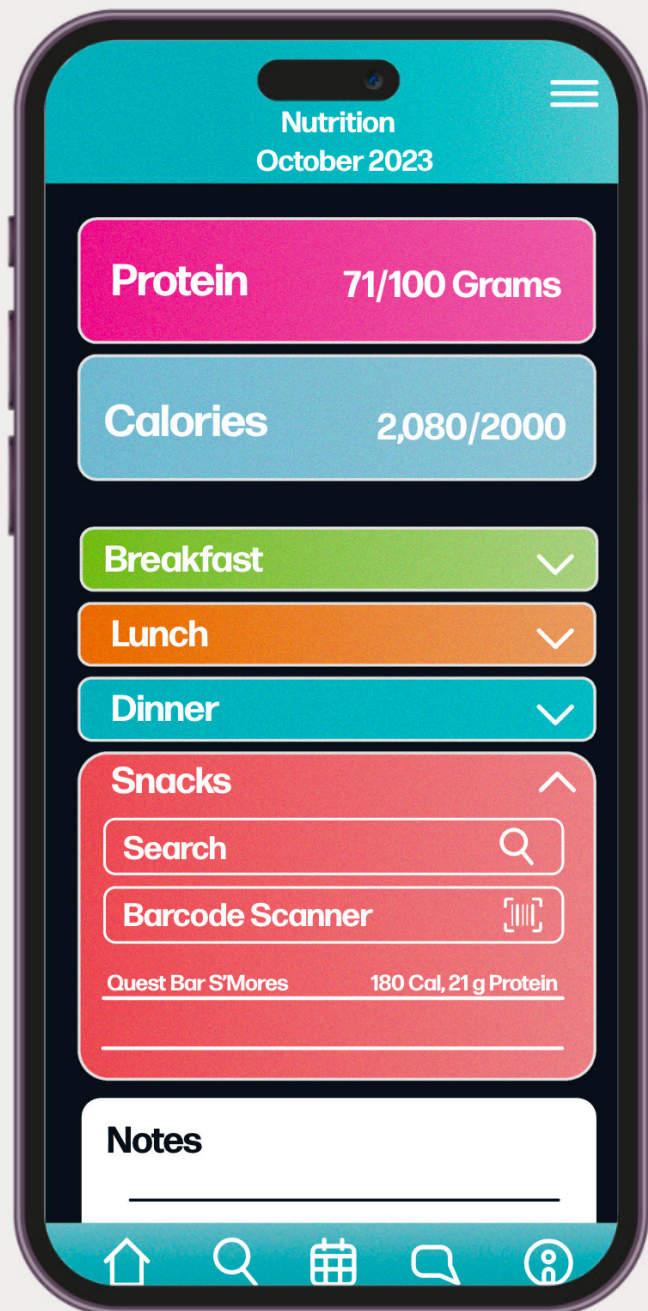 Nutrition
October 2023
Protein 71/100 Grams
Calories 2,080/2000
Breakfast
Lunch
Dinner
Snacks
Search
Barcode Scanner
Quest Bar S'Mores 180 Cal, 21 g Protein
Notes